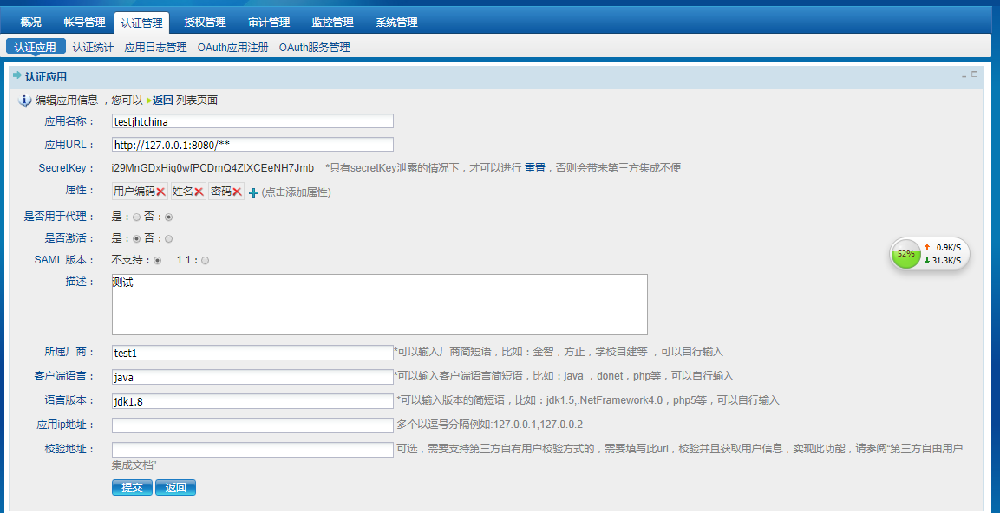 概况 帐号管理 认证管理 授权管理 审计管理 监控管理 系统管理
认证应用 认证统计 应用日志管理 OAuth应用注册 OAuth服务管理
认证应用
编辑应用信息 ，您可以 返回 列表页面
应用名称： testjhtchina
应用URL： http://127.0.0.1:8080/**
SecretKey： i29MnGDxHiq0wfPCDmQ4ZtXCEeNH7Jmb *只有secretKey泄露的情况下，才可以进行 重置，否则会带来第三方集成不便
属性： 用户编码 姓名 密码 (点击添加属性)
是否用于代理： 是： 否：
是否激活： 是： 否：
SAML 版本： 不支持： 1.1：
描述： 测试
52% 0.9K/S
31.3K/S
所属厂商： test1 *可以输入厂商简短语，比如：金智，方正，学校自建等 ，可以自行输入
客户端语言： java *可以输入客户端语言简短语，比如：java ，donet，php等，可以自行输入
语言版本： jdk1.8 *可以输入版本的简短语，比如：jdk1.5,.NetFramework4.0，php5等，可以自行输入
应用ip地址： 多个以逗号分隔例如:127.0.0.1,127.0.0.2
校验地址： 可选，需要支持第三方自有用户校验方式的，需要填写此url，校验并且获取用户信息，实现此功能，请参阅“第三方自由用户
集成文档”
提交 返回